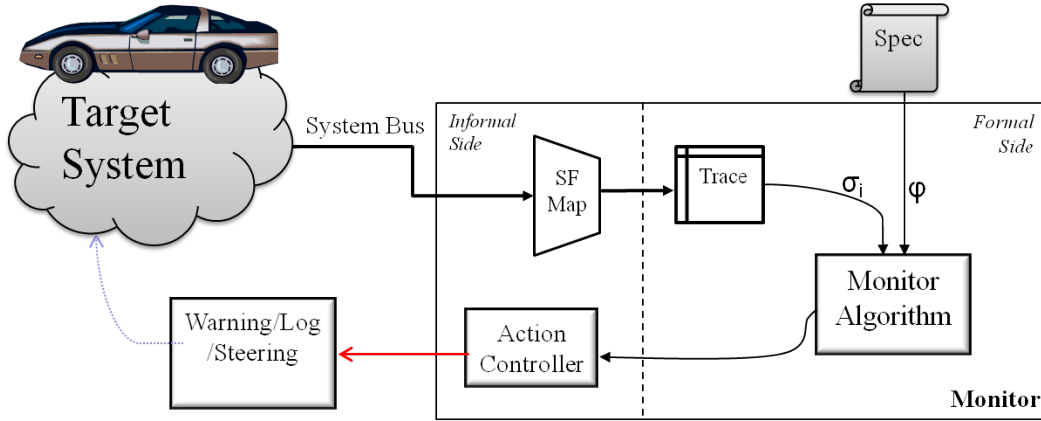 Spec
Target
System
System Bus
Informal
Side
Formal
Side
SF
Map
Trace
σi
φ
Monitor
Algorithm
Warning/Log
/Steering
Action
Controller
Monitor